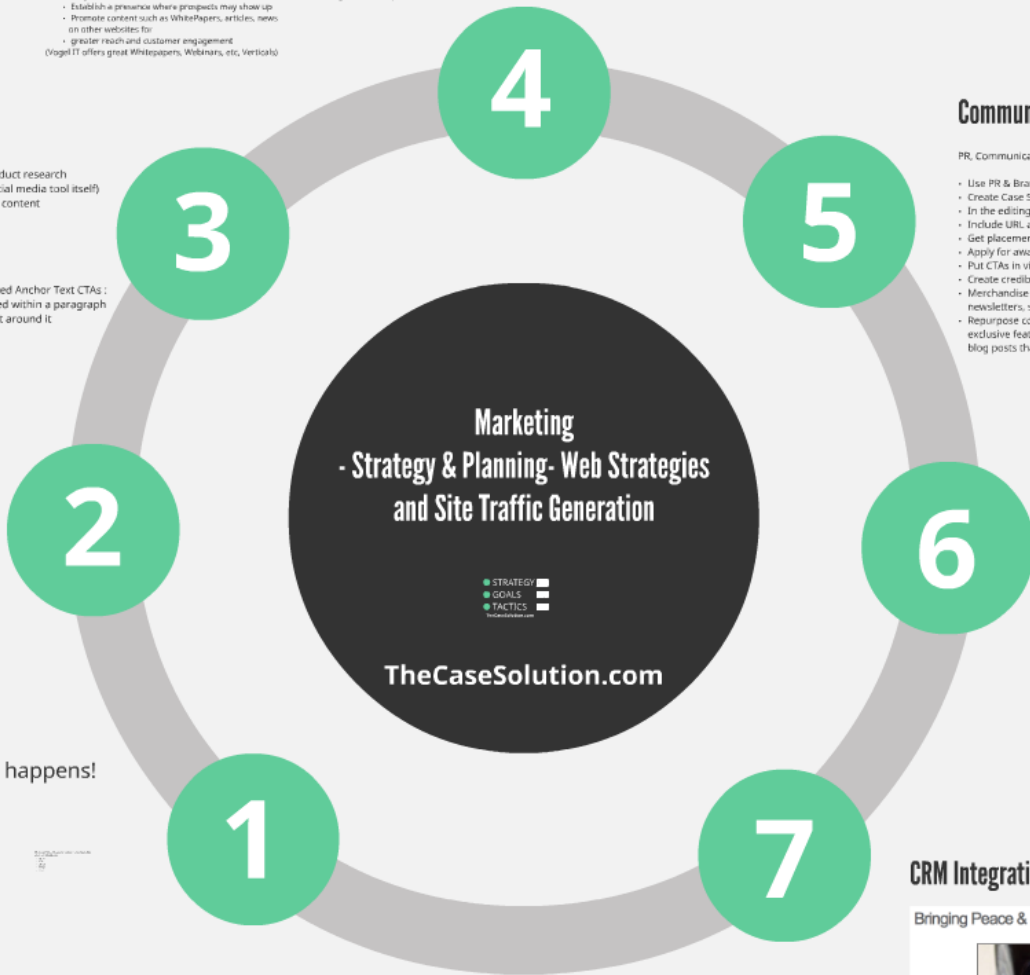 Establish a presence where prospects may show up
Promote content such as WhitePapers, articles, news
on other websites for
greater reach and customer engagement
(Vogel IT offers great Whitepapers, Webinars, etc, Verticals)
4
Commun
PR, Communica
Use PR & Bra
Create Case S
In the editing
Include URL a
Get placemen
Apply for awa
Put CTAs in vi
Create credib
Merchandise
newsletters, s
Repurpose co
exclusive feat
blog posts tha
duct research
ial media tool itself)
content
3
5
ed Anchor Text CTAs :
ed within a paragraph
t around it
Marketing
- Strategy & Planning- Web Strategies
and Site Traffic Generation
2
6
STRATEGY
GOALS
TACTICS
TheCaseSolution.com
TheCaseSolution.com
happens!
1
7
CRM Integrati
Bringing Peace &